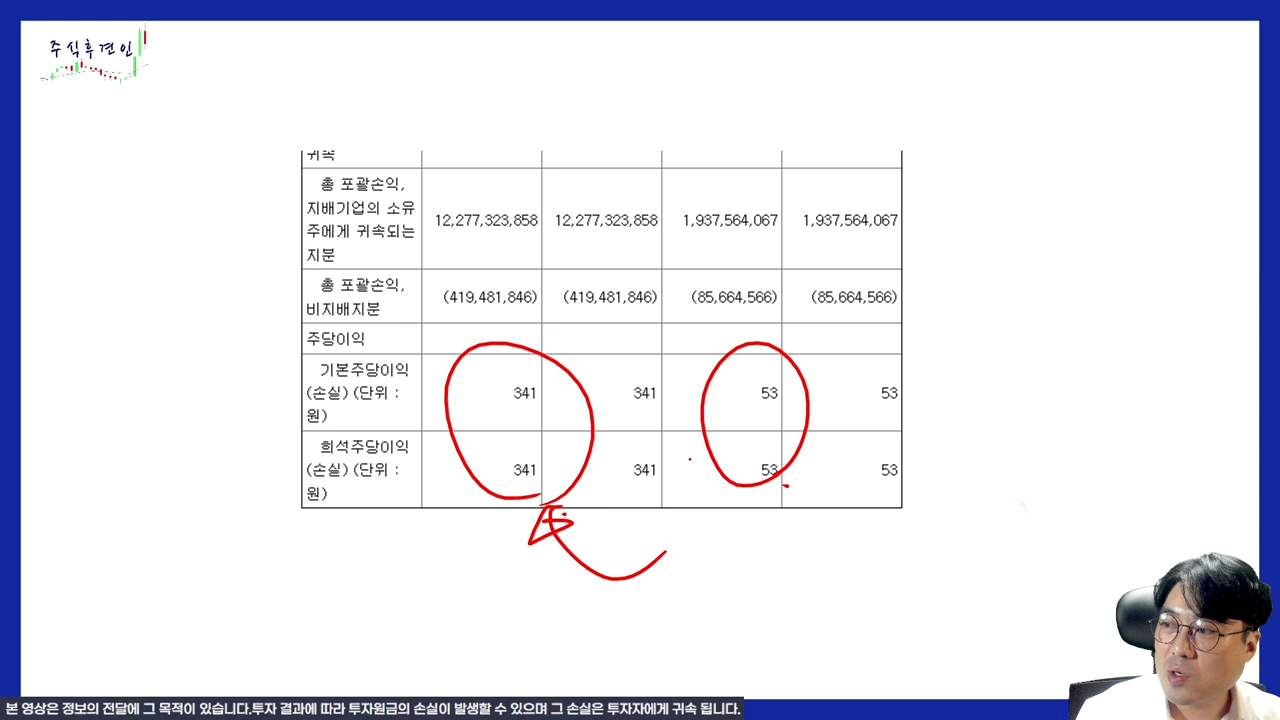 주식후견인
귀속
총 포괄손익,
지배기업의 소유
주에게 귀속되는
지분
12,277,323,858 12,277,323,858 1,937,564,067 1,937,564,067
총 포괄손익,
비지배지분
(419,481,846) (419,481,846) (85,664,566) (85,664,566)
주당이익
기본주당이익
(손실) (단위 :
원)
341 341 53 53
희석주당이익
(손실) (단위 :
원)
341 341 53 53
본 영상은 정보의 전달에 그 목적이 있습니다.투자 결과에 따라 투자원금의 손실이 발생할 수 있으며 그 손실은 투자자에게 귀속 됩니다.